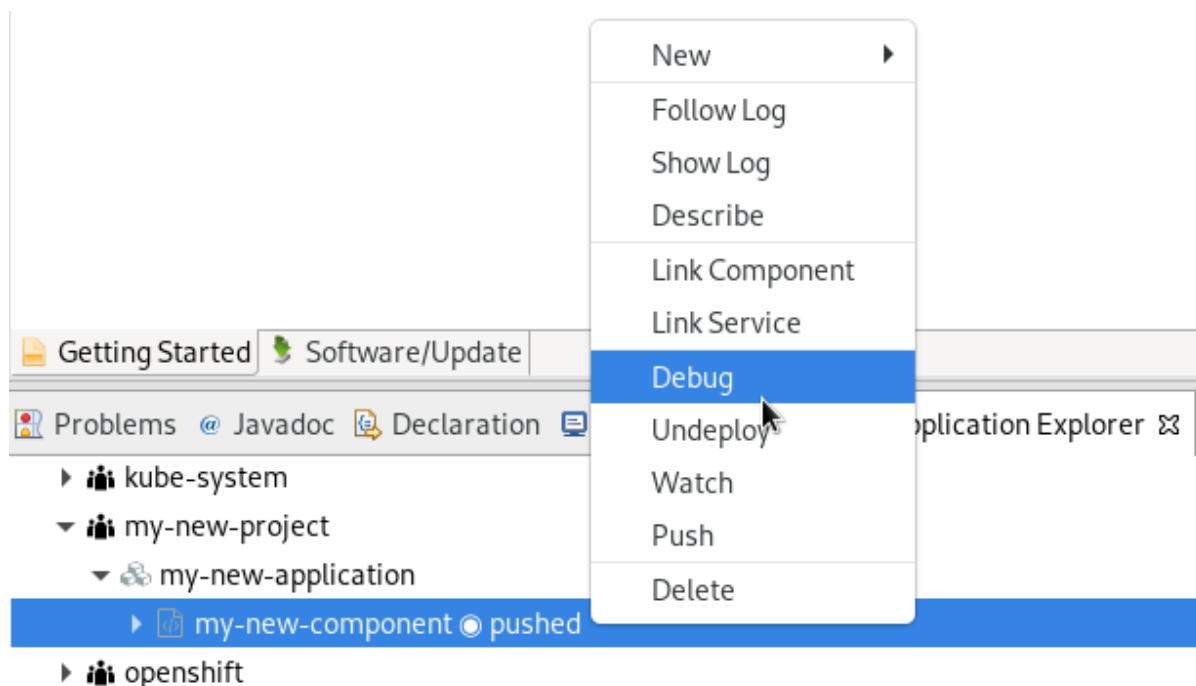 New
Follow Log
Show Log
Describe
Link Component
Link Service
Debug
Undeploy
Watch
Push
Delete
Getting Started Software/Update
Problems @ Javadoc Declaration Application Explorer
kube-system
my-new-project
my-new-application
my-new-component pushed
openshift